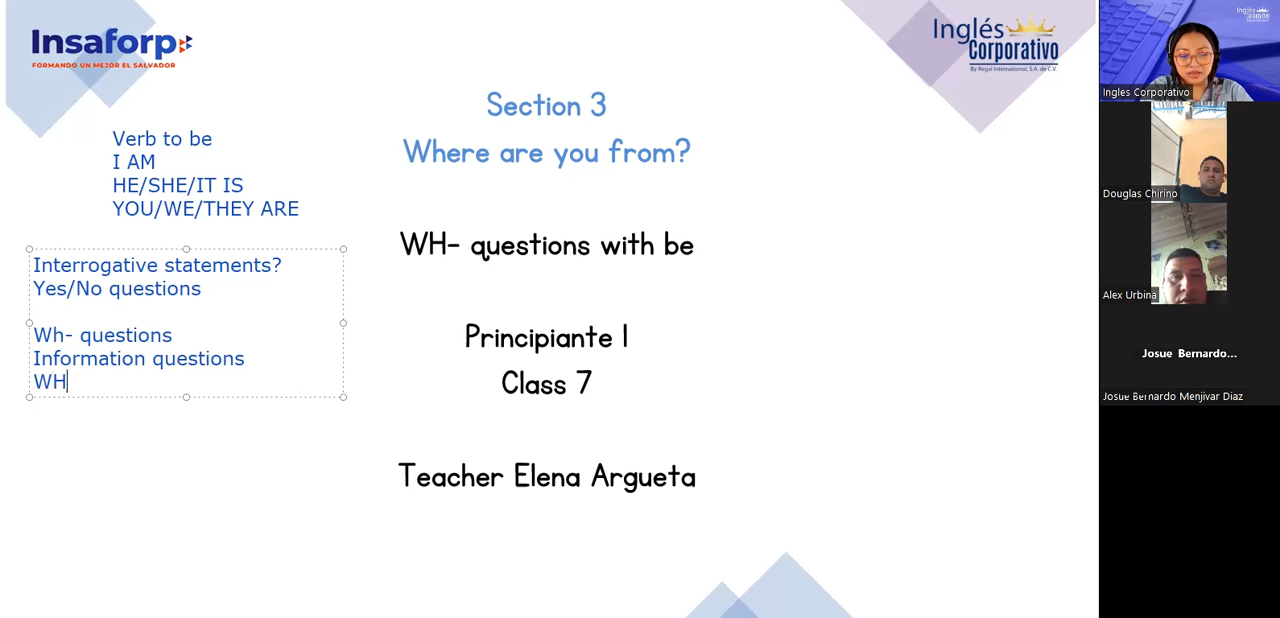 Insaforp
FORMANDO UN MEJOR EL SALVADOR
Inglés
Corporativo
By Regal International, S.A. de C.V.
Section 3
Where are you from?
WH- questions with be
Principiante 1
Class 7
Teacher Elena Argueta
Verb to be
I AM
HE/SHE/IT IS
YOU/WE/THEY ARE
Interrogative statements?
Yes/No questions
Wh- questions
Information questions
WH
Inglés
Corporativo
Ingles Corporativo
Douglas Chirino
Alex Urbina
Josue Bernardo...
Josue Bernardo Menjivar Diaz